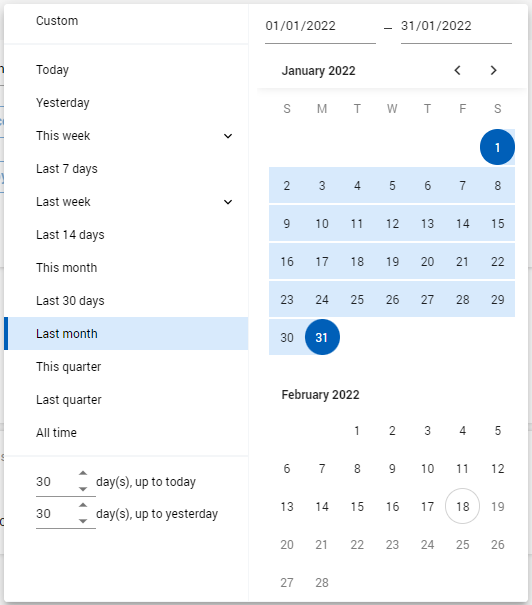 Custom
Today
Yesterday
This week
Last 7 days
Last week
Last 14 days
This month
Last 30 days
Last month
This quarter
Last quarter
All time
30 day(s), up to today
30 day(s), up to yesterday
01/01/2022 – 31/01/2022
January 2022
S M T W T F S
1
2 3 4 5 6 7 8
9 10 11 12 13 14 15
16 17 18 19 20 21 22
23 24 25 26 27 28 29
30 31
February 2022
1 2 3 4 5
6 7 8 9 10 11 12
13 14 15 16 17 18 19
20 21 22 23 24 25 26
27 28